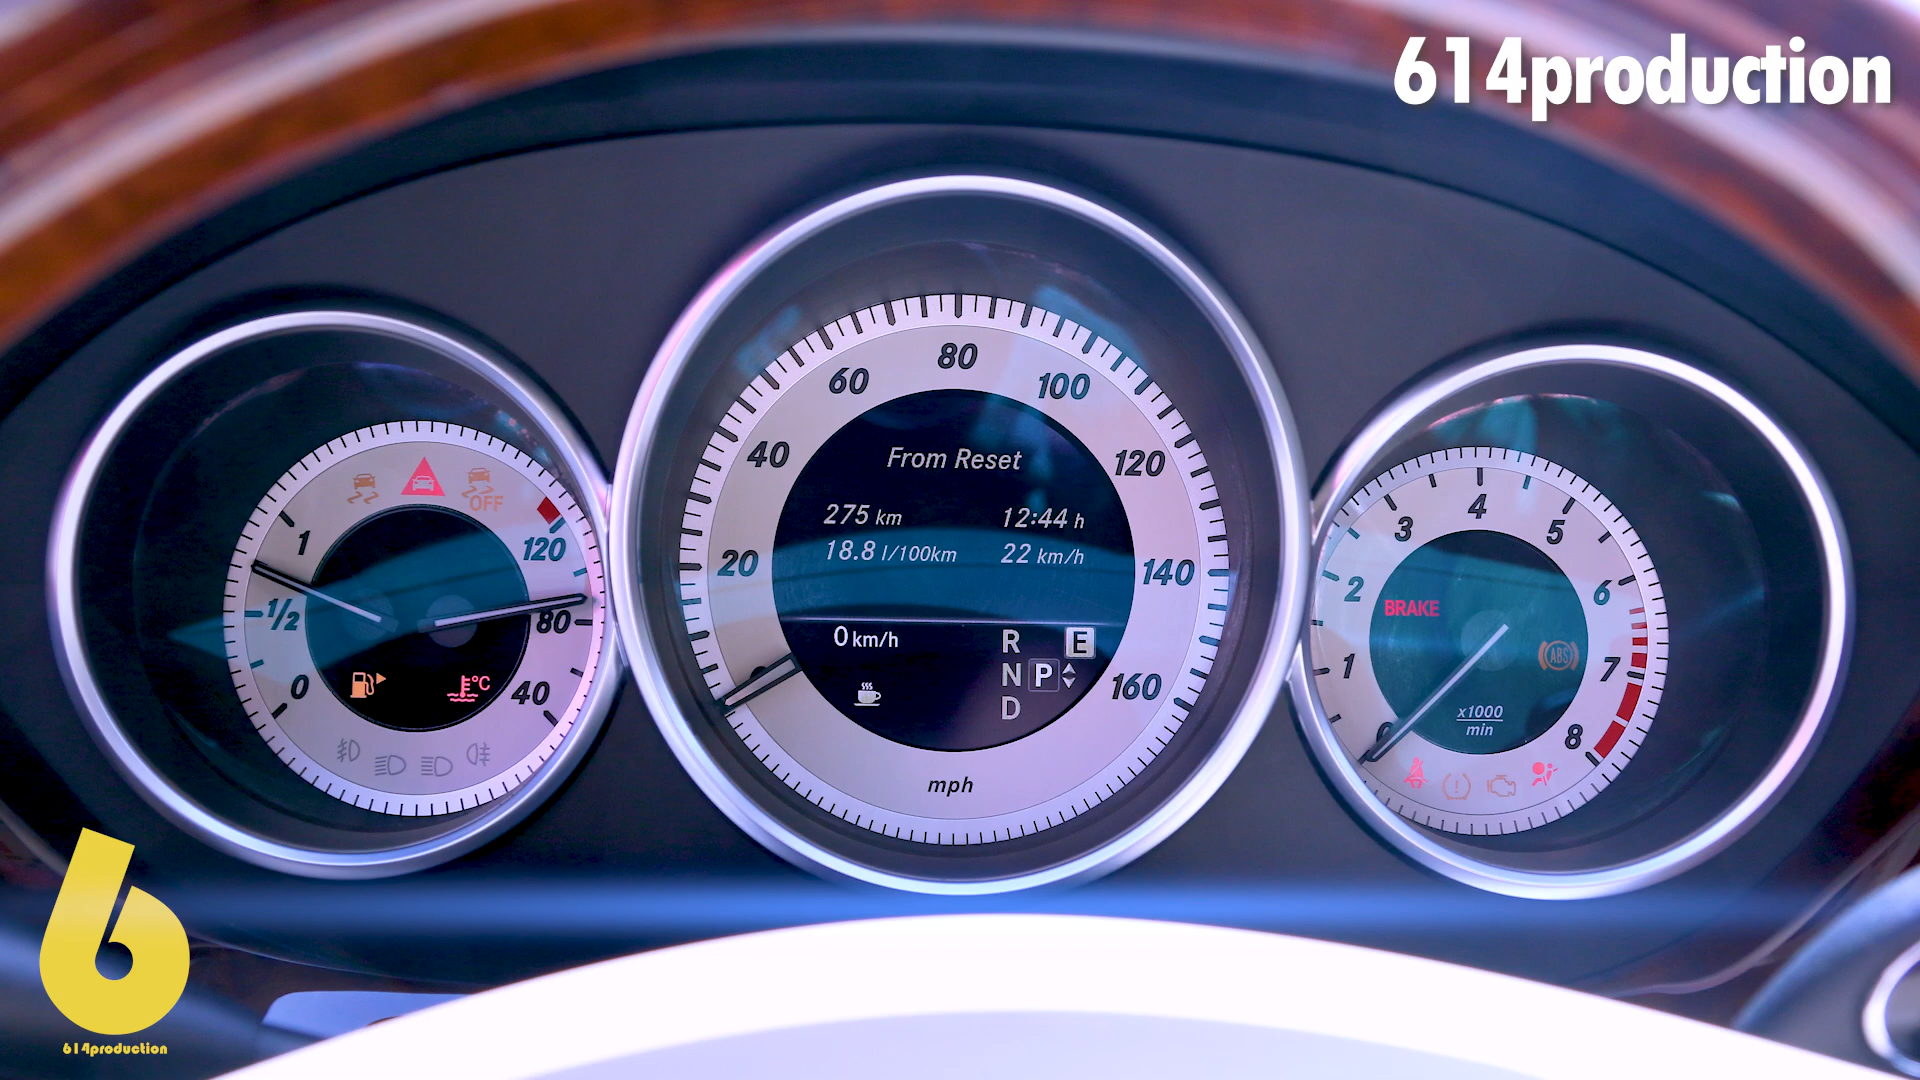 614production
80
60
100
40
120
20
140
160
mph
From Reset
275 km
12:44 h
18.8 l/100km
22 km/h
0 km/h
R
E
N
P
D
OFF
1
120
1/2
80
0
40
°C
4
3
5
2
6
BRAKE
ABS
1
7
x1000
min
0
8
6
614production